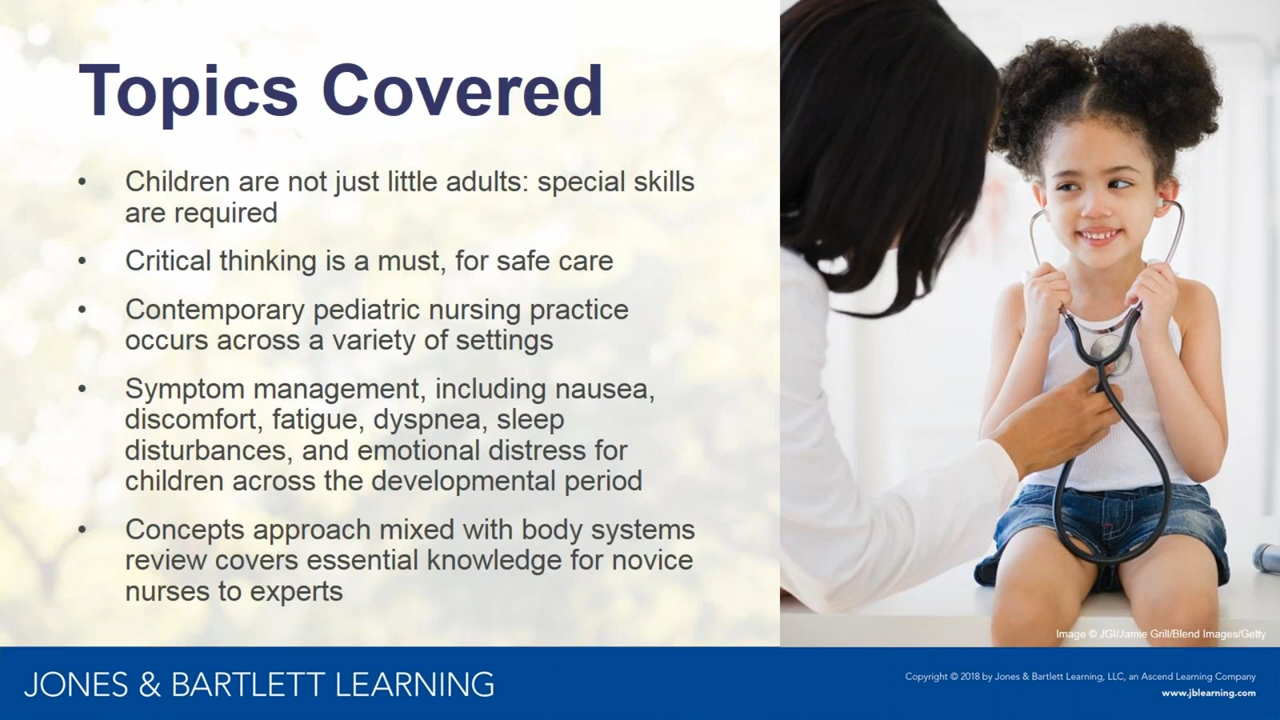 Topics Covered
• Children are not just little adults: special skills
are required
• Critical thinking is a must, for safe care
• Contemporary pediatric nursing practice
occurs across a variety of settings
• Symptom management, including nausea,
discomfort, fatigue, dyspnea, sleep
disturbances, and emotional distress for
children across the developmental period
• Concepts approach mixed with body systems
review covers essential knowledge for novice
nurses to experts
Image © JGI/Jamie Grill/Blend Images/Getty
JONES & BARTLETT LEARNING
Copyright © 2018 by Jones & Bartlett Learning, LLC, an Ascend Learning Company
www.jblearning.com